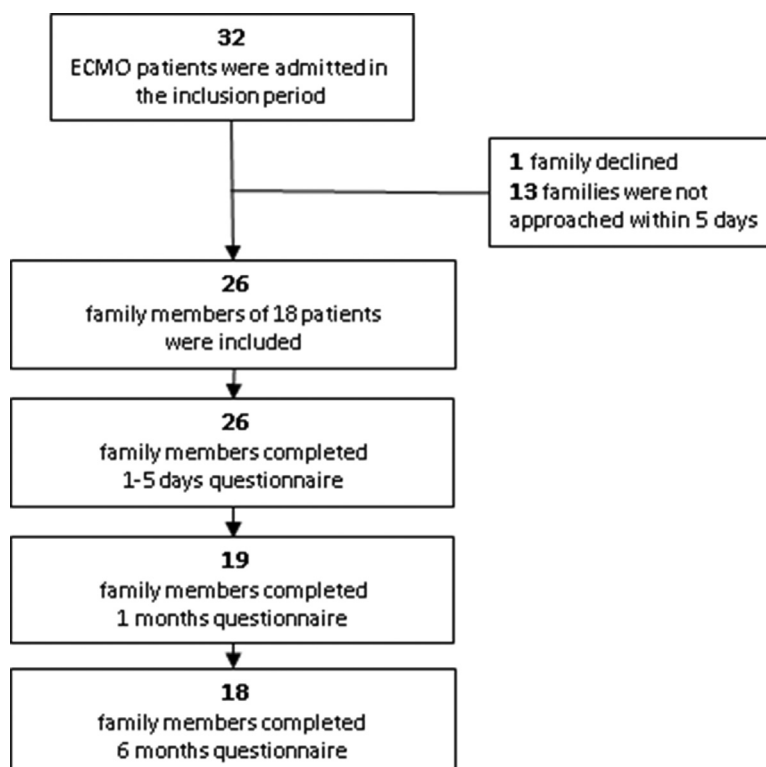 32
ECMO patients were admitted in
the inclusion period
1 family declined
13 families were not
approached within 5 days
26
family members of 18 patients
were included
26
family members completed
1-5 days questionnaire
19
family members completed
1 months questionnaire
18
family members completed
6 months questionnaire